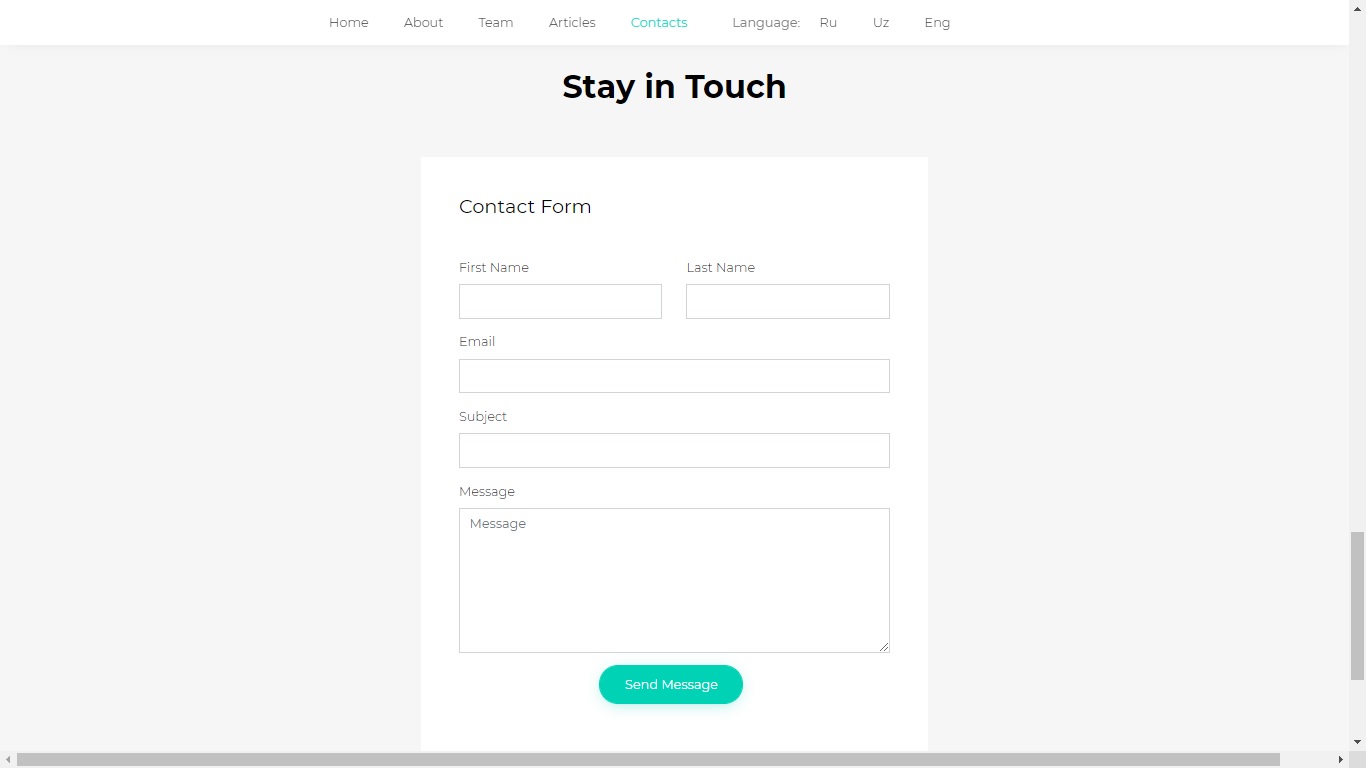 Home About Team Articles Contacts Language: Ru Uz Eng
Stay in Touch
Contact Form
First Name Last Name
Email
Subject
Message
Message
Send Message